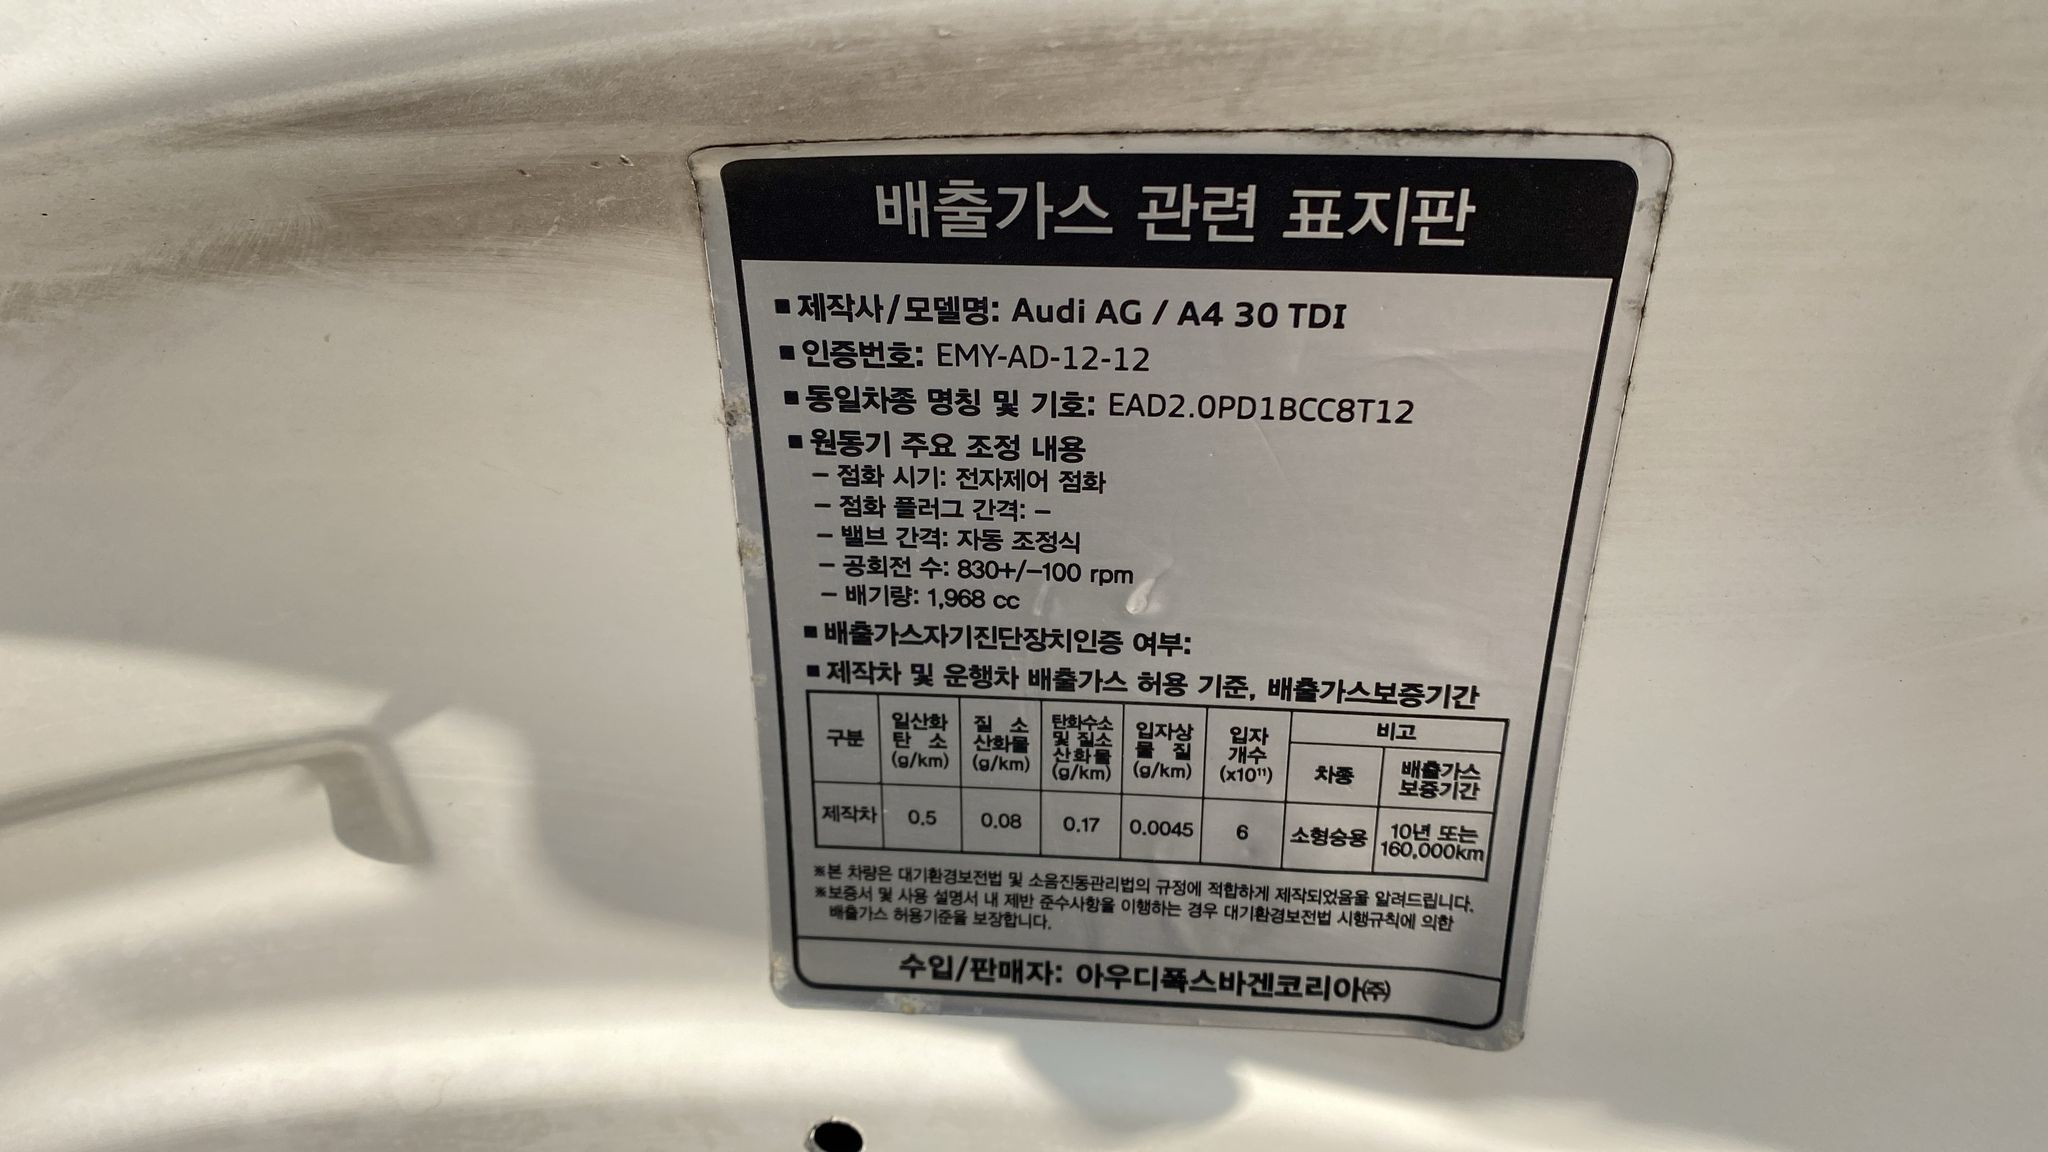 배출가스 관련 표지판
■ 제작사/모델명: Audi AG / A4 30 TDI
■ 인증번호: EMY-AD-12-12
■ 동일차종 명칭 및 기호: EAD2.0PD1BCC8T12
■ 원동기 주요 조정 내용
– 점화 시기: 전자제어 점화
– 점화 플러그 간격: –
– 밸브 간격: 자동 조정식
– 공회전 수: 830+/–100 rpm
– 배기량: 1,968 cc
■ 배출가스자기진단장치인증 여부:
■ 제작차 및 운행차 배출가스 허용 기준, 배출가스보증기간
구분 일산화 탄소 (g/km) 질소 산화물 (g/km) 탄화수소 및 질소 산화물 (g/km) 입자상 물질 (g/km) 입자 개수 (x10¹¹) 비고
차종 배출가스 보증기간
제작차 0.5 0.08 0.17 0.0045 6 소형승용 10년 또는 160,000km
※본 차량은 대기환경보전법 및 소음진동관리법의 규정에 적합하게 제작되었음을 알려드립니다.
※보증서 및 사용 설명서 내 제반 준수사항을 이행하는 경우 대기환경보전법 시행규칙에 의한
배출가스 허용기준을 보장합니다.
수입/판매자: 아우디폭스바겐코리아㈜